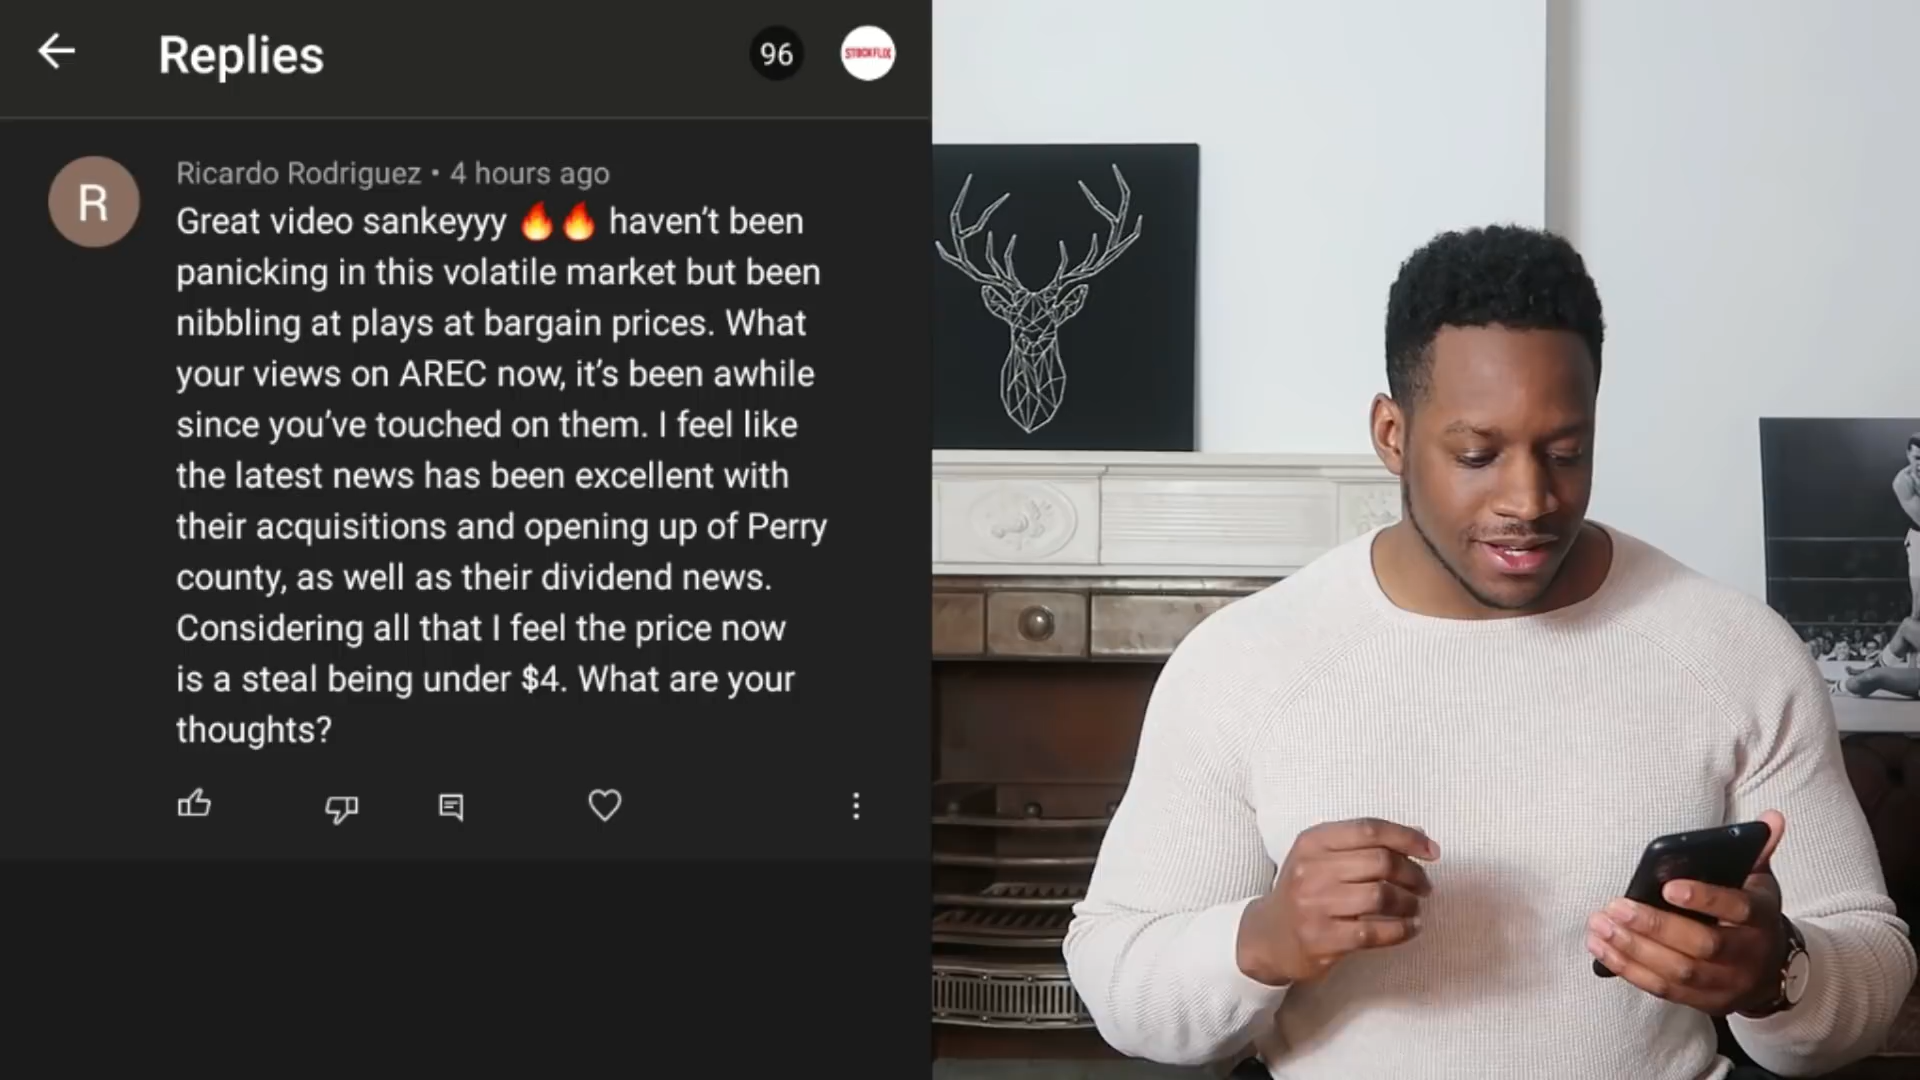 Replies
96
STOCKFLIX
Ricardo Rodriguez • 4 hours ago
Great video sankeyyy 🔥🔥 haven't been
panicking in this volatile market but been
nibbling at plays at bargain prices. What
your views on AREC now, it's been awhile
since you've touched on them. I feel like
the latest news has been excellent with
their acquisitions and opening up of Perry
county, as well as their dividend news.
Considering all that I feel the price now
is a steal being under $4. What are your
thoughts?
R